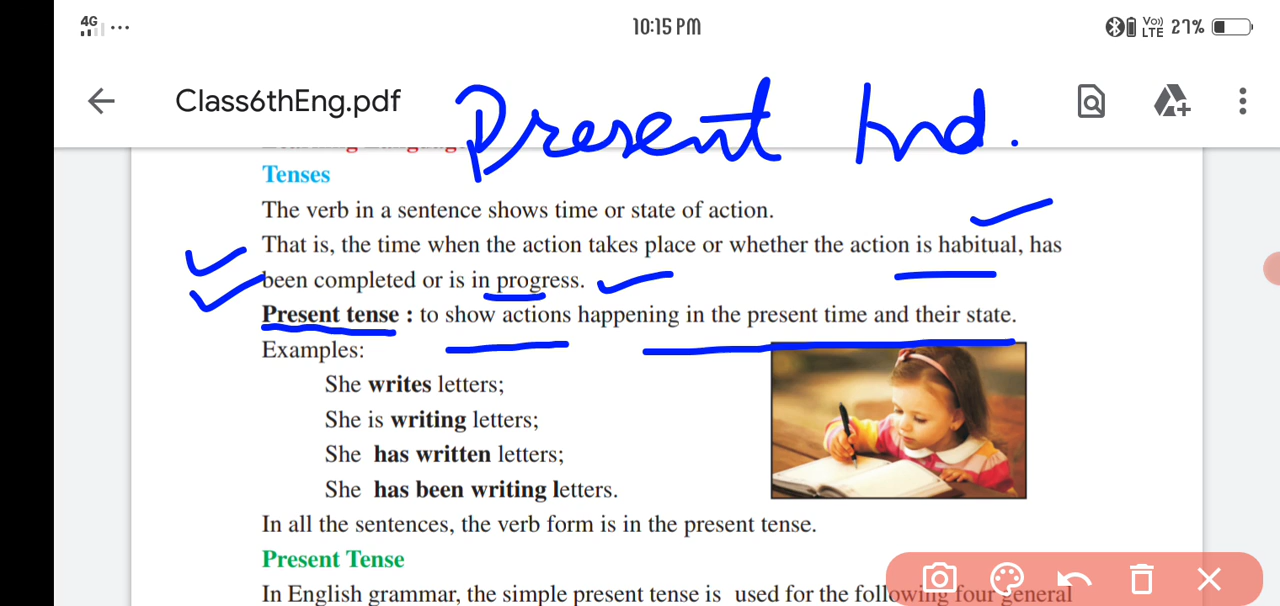 4G ... 10:15 PM Vo)) LTE 27%
Class6thEng.pdf Present Ind.
Tenses
The verb in a sentence shows time or state of action.
That is, the time when the action takes place or whether the action is habitual, has
been completed or is in progress.
Present tense : to show actions happening in the present time and their state.
Examples:
She writes letters;
She is writing letters;
She has written letters;
She has been writing letters.
In all the sentences, the verb form is in the present tense.
Present Tense
In English grammar, the simple present tense is used for the following four general